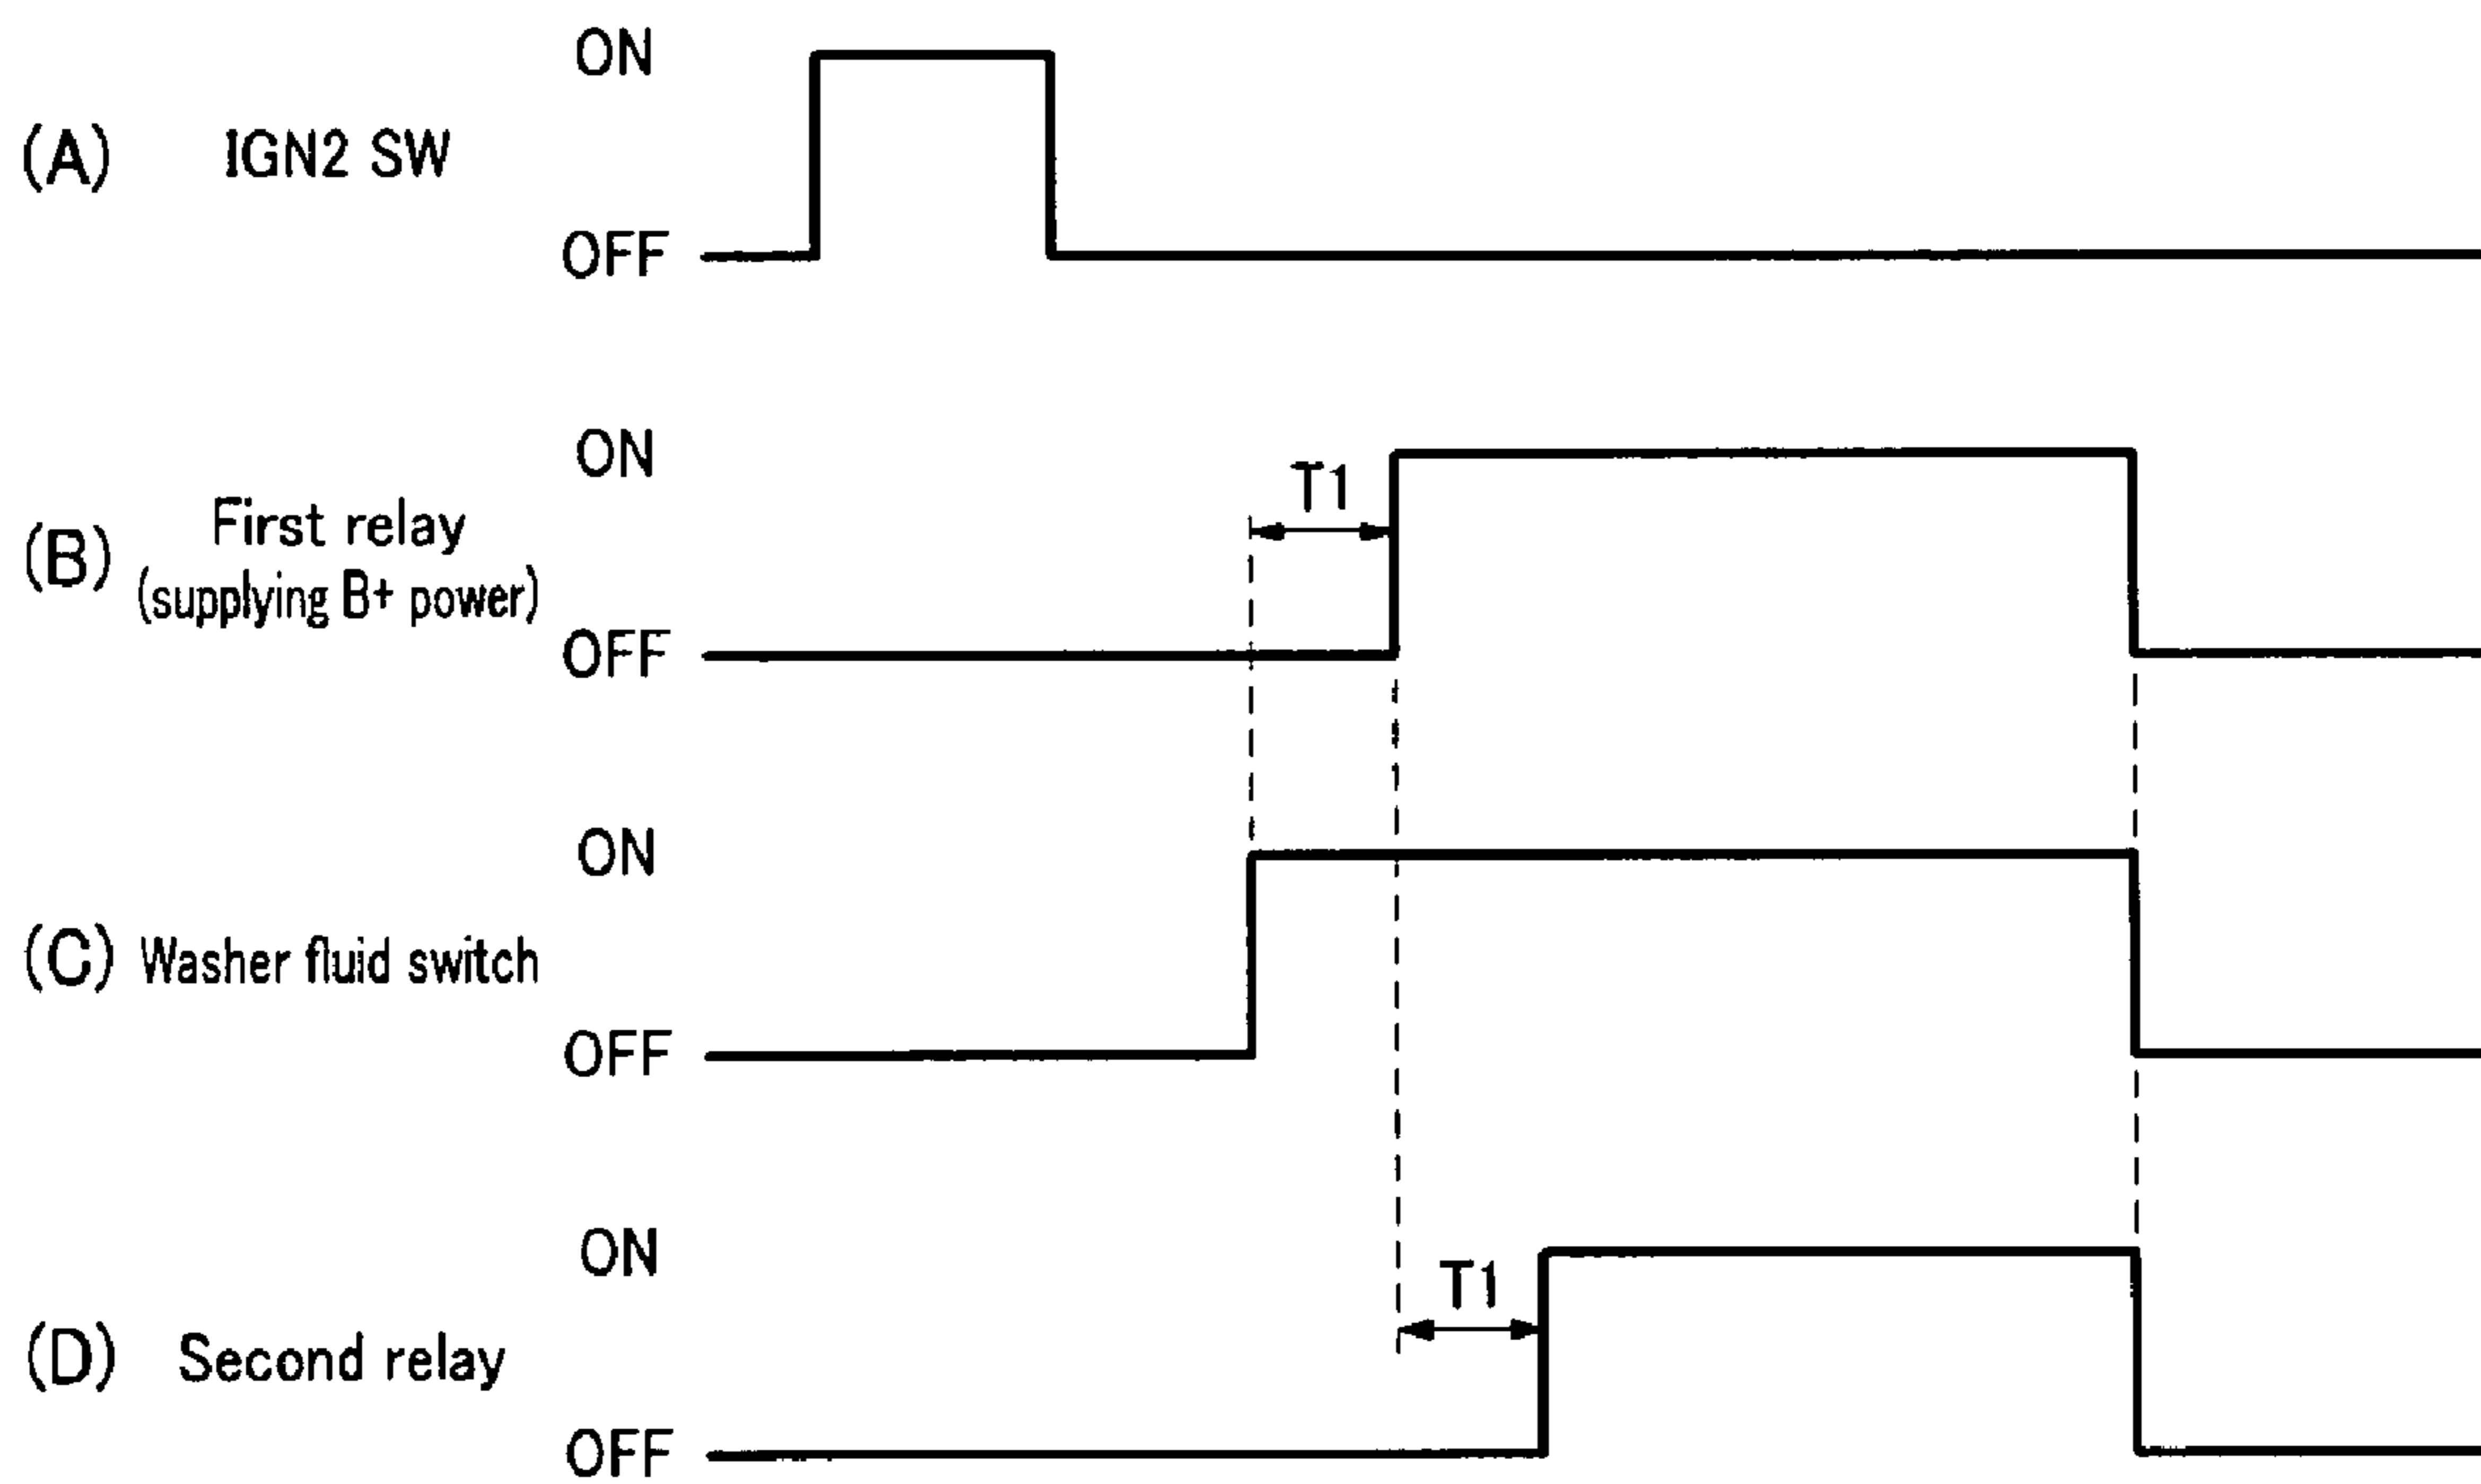 ON
(A) IGN2 SW
OFF
ON
T1
First relay
(B)
(supplying B+ power)
OFF
ON
(C) Washer fluid switch
OFF
ON
T1
(D) Second relay
OFF